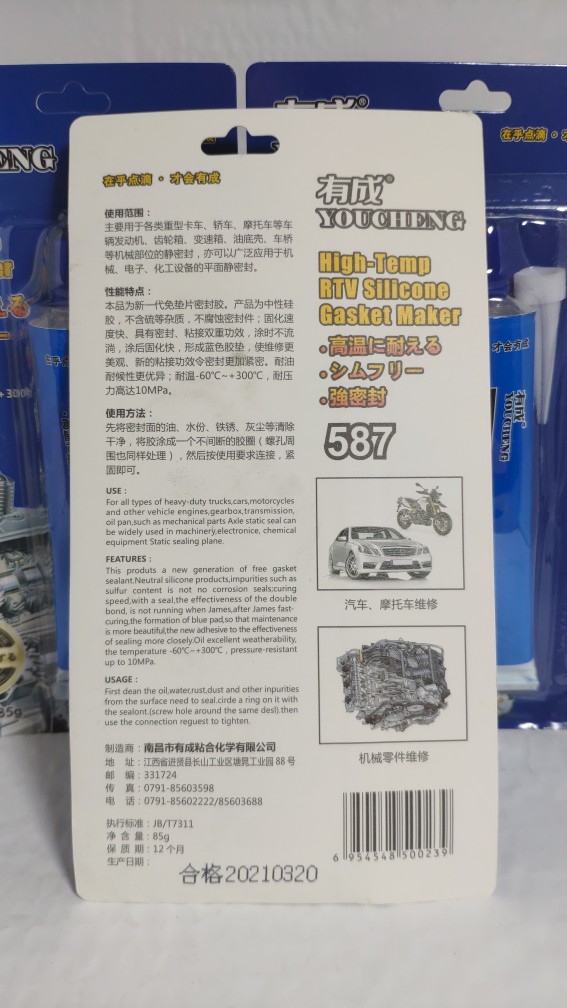 在乎点滴·才会有成
使用范围：
主要用于各类重型卡车、轿车、摩托车等车
辆发动机、齿轮箱、变速箱、油底壳、车桥
等机械部位的静密封，亦可以广泛应用于机
械、电子、化工设备的平面静密封。
性能特点：
本品为新一代免垫片密封胶。产品为中性硅
胶，不含硫等杂质，不腐蚀密封件；固化速
度快、具有密封、粘接双重功效，涂时不流
淌，涂后固化快，形成蓝色胶垫，使维修更
美观、新的粘接功效令密封更加紧密。耐油
耐候性更优异；耐温-60℃~+300℃，耐压
力高达10MPa。
使用方法：
先将密封面的油、水份、铁锈、灰尘等清除
干净，将胶涂成一个不间断的胶圈（螺孔周
围也同样处理），然后按使用要求连接，紧
固即可。
USE：
For all types of heavy-duty trucks,cars,motorcycles
and other vehicle engines,gearbox,transmission,
oil pan,such as mechanical parts Axle static seal can
be widely used in machinery,electronice, chemical
equipment Static sealing plane.
FEATURES：
This produts a new generation of free gasket
sealant.Neutral silicone products,impurities such as
sulfur content is not no corrosion seals:curing
speed,with a seal,the effectiveness of the double
bond, is not running when James,after James fast-
curing,the formation of blue pad,so that maintenance
is more beautiful,the new adhesive to the effectiveness
of sealing more closely.Oil excellent weatherability,
the temperature -60℃~+300℃ , pressure-resistant
up to 10MPa.
USAGE：
First dean the oil,water,rust,dust and other inpurities
from the surface need to seal.cirde a ring on it with
the sealont.(screw hole around the same desl).then
use the connection reguest to tighten.
制造商：南昌市有成粘合化学有限公司
地 址：江西省进贤县长山工业区塘晃工业园 88 号
邮 编：331724
传 真：0791-85603598
电 话：0791-85602222/85603688
执行标准：JB/T7311
净 含 量：85g
保 质 期：12 个月
生产日期：
合格20210320
有成®
YOUCHENG
High-Temp
RTV Silicone
Gasket Maker
·高温に耐える
·シムフリー
·強密封
587
汽车、摩托车维修
机械零件维修
6 954548 500239